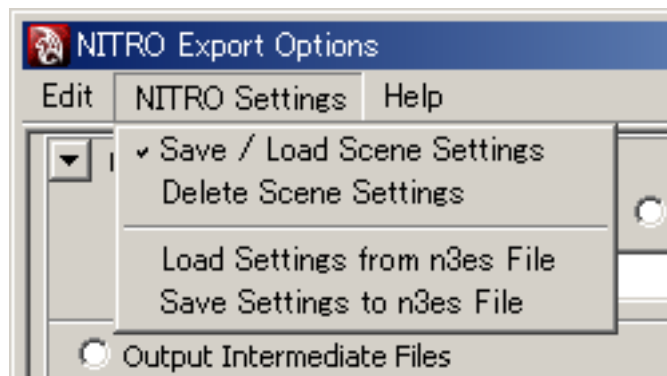 NITRO Export Options
Edit NITRO Settings Help
Save / Load Scene Settings
Delete Scene Settings
Load Settings from n3es File
Save Settings to n3es File
Output Intermediate Files